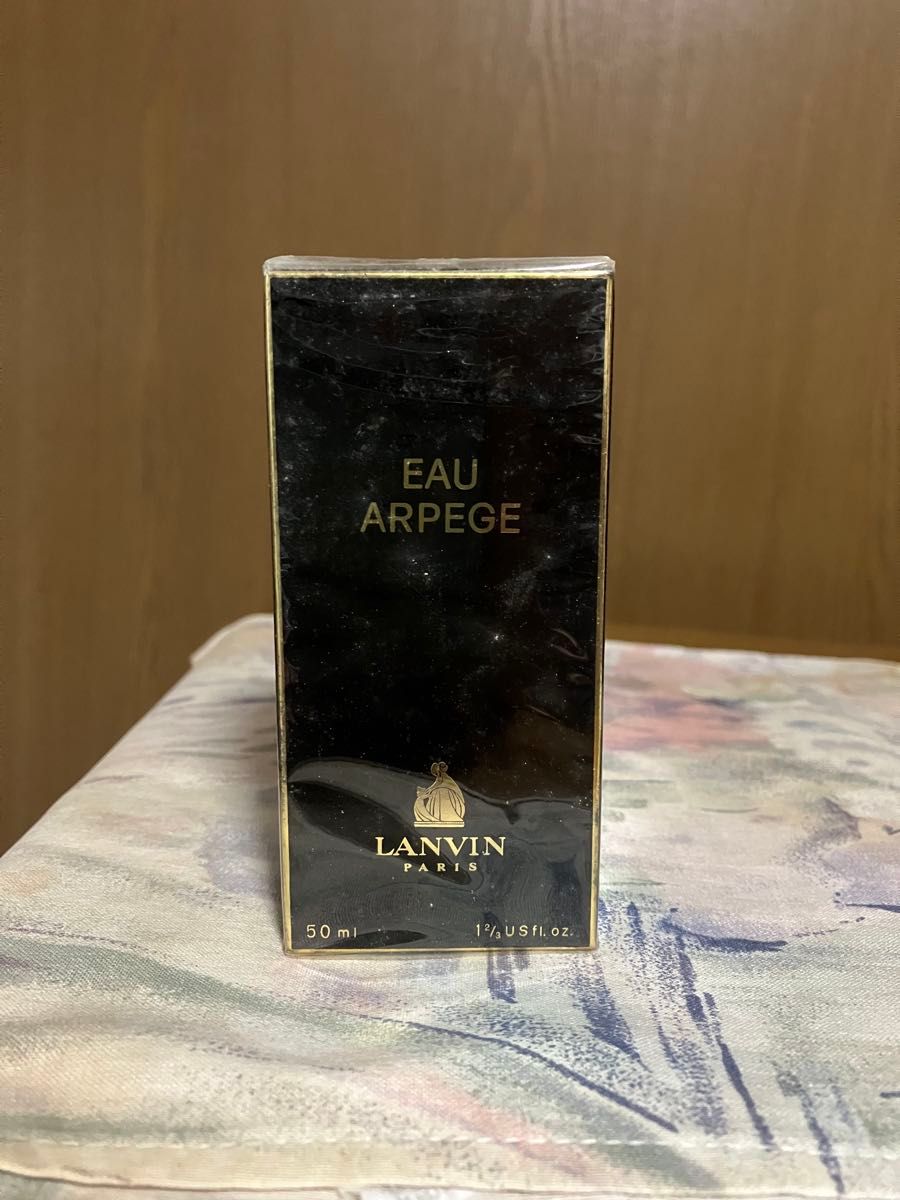 EAU
ARPEGE
LANVIN
PARIS
50 ml
1 2/3 US fl. oz.